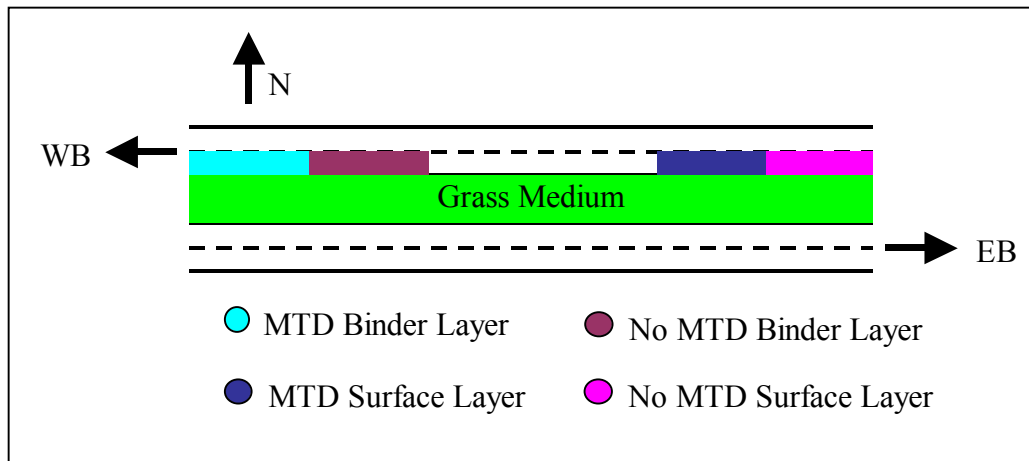 N
WB
Grass Medium
EB
MTD Binder Layer
No MTD Binder Layer
MTD Surface Layer
No MTD Surface Layer